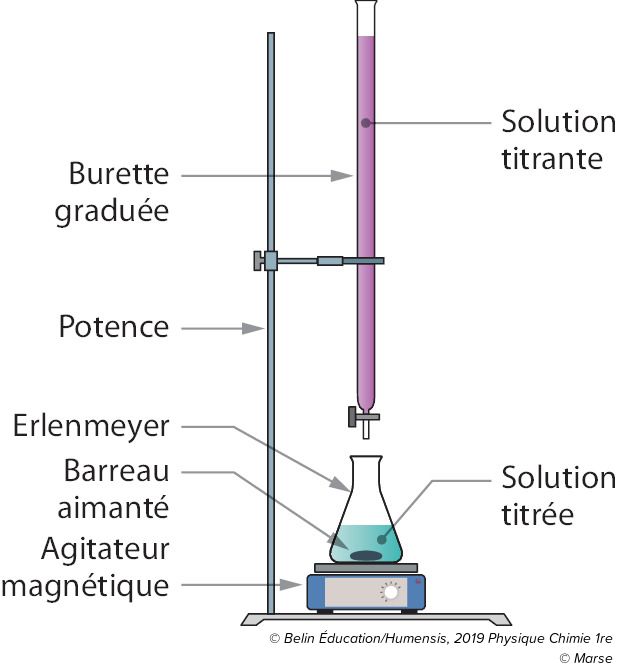 Solution
titrante
Burette
graduée
Potence
Erlenmeyer
Barreau
aimanté
Solution
titrée
Agitateur
magnétique
© Belin Éducation/Humensis, 2019 Physique Chimie 1re
© Marse